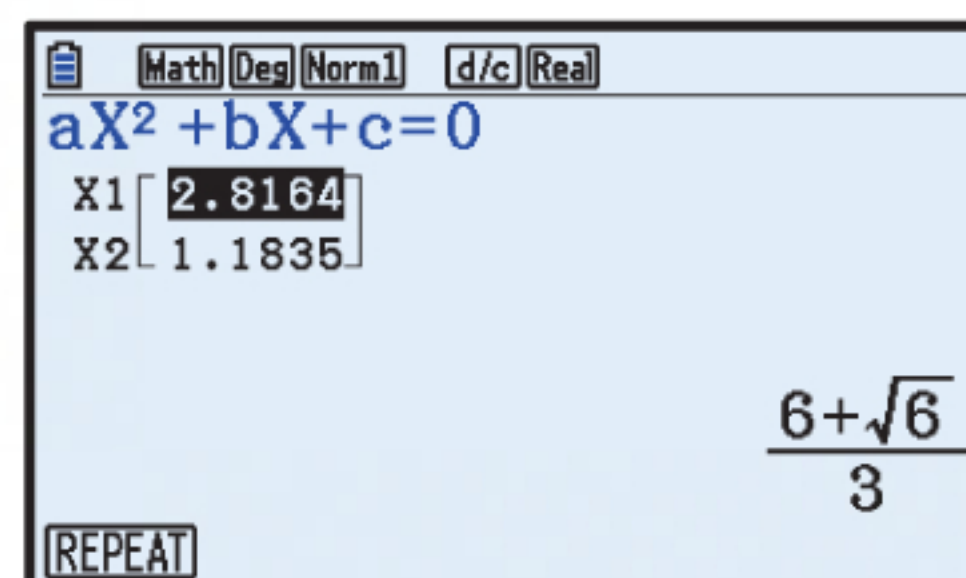 Math Deg Norm1 d/c Real
aX² +bX+c=0
X1[ 2.8164 ]
X2[ 1.1835 ]
6+√6
3
REPEAT